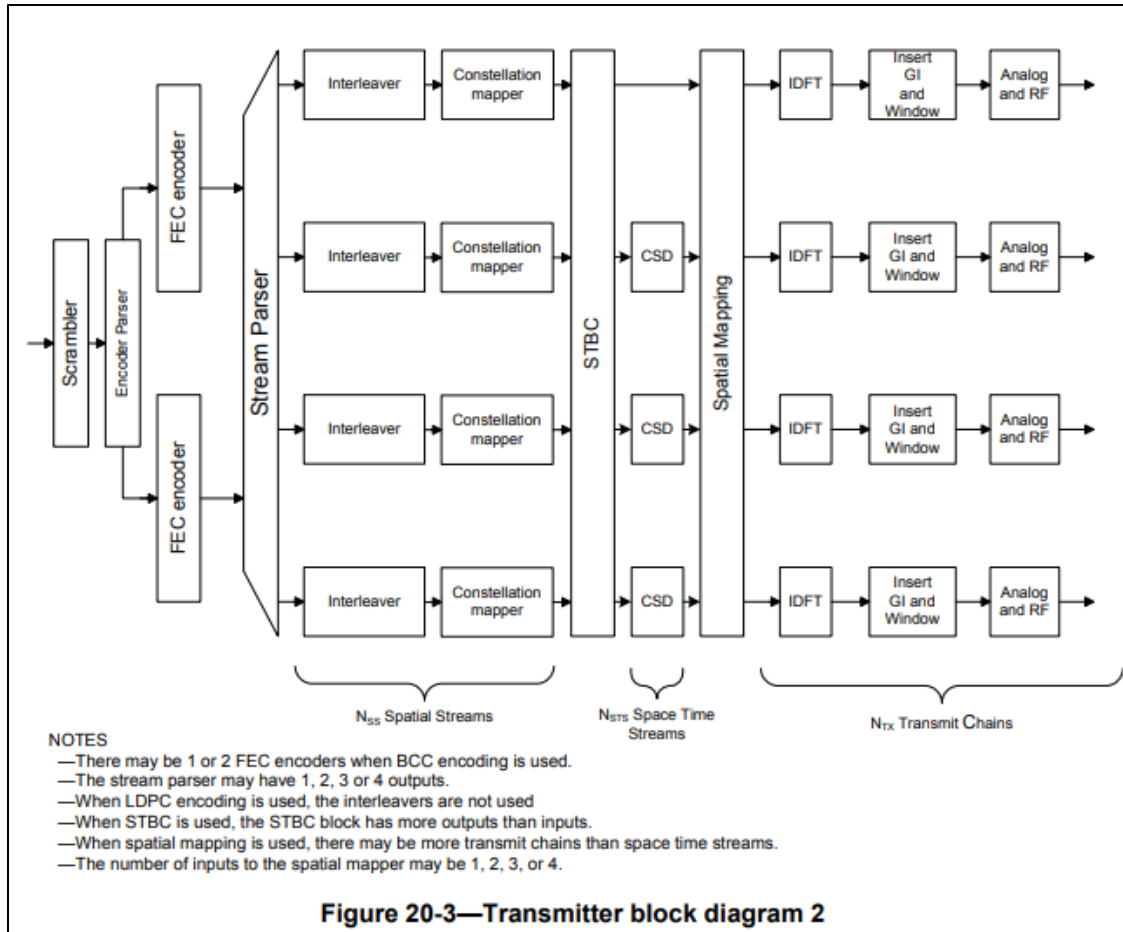 Scrambler
Encoder Parser
FEC encoder
FEC encoder
Stream Parser
Interleaver
Constellation
mapper
Interleaver
Constellation
mapper
Interleaver
Constellation
mapper
Interleaver
Constellation
mapper
STBC
CSD
CSD
CSD
Spatial Mapping
IDFT
Insert
GI
and
Window
Analog
and RF
IDFT
Insert
GI and
Window
Analog
and RF
IDFT
Insert
GI and
Window
Analog
and RF
IDFT
Insert
GI and
Window
Analog
and RF
NSS Spatial Streams
NSTS Space Time
Streams
NTX Transmit Chains
NOTES
—There may be 1 or 2 FEC encoders when BCC encoding is used.
—The stream parser may have 1, 2, 3 or 4 outputs.
—When LDPC encoding is used, the interleavers are not used
—When STBC is used, the STBC block has more outputs than inputs.
—When spatial mapping is used, there may be more transmit chains than space time streams.
—The number of inputs to the spatial mapper may be 1, 2, 3, or 4.
Figure 20-3—Transmitter block diagram 2